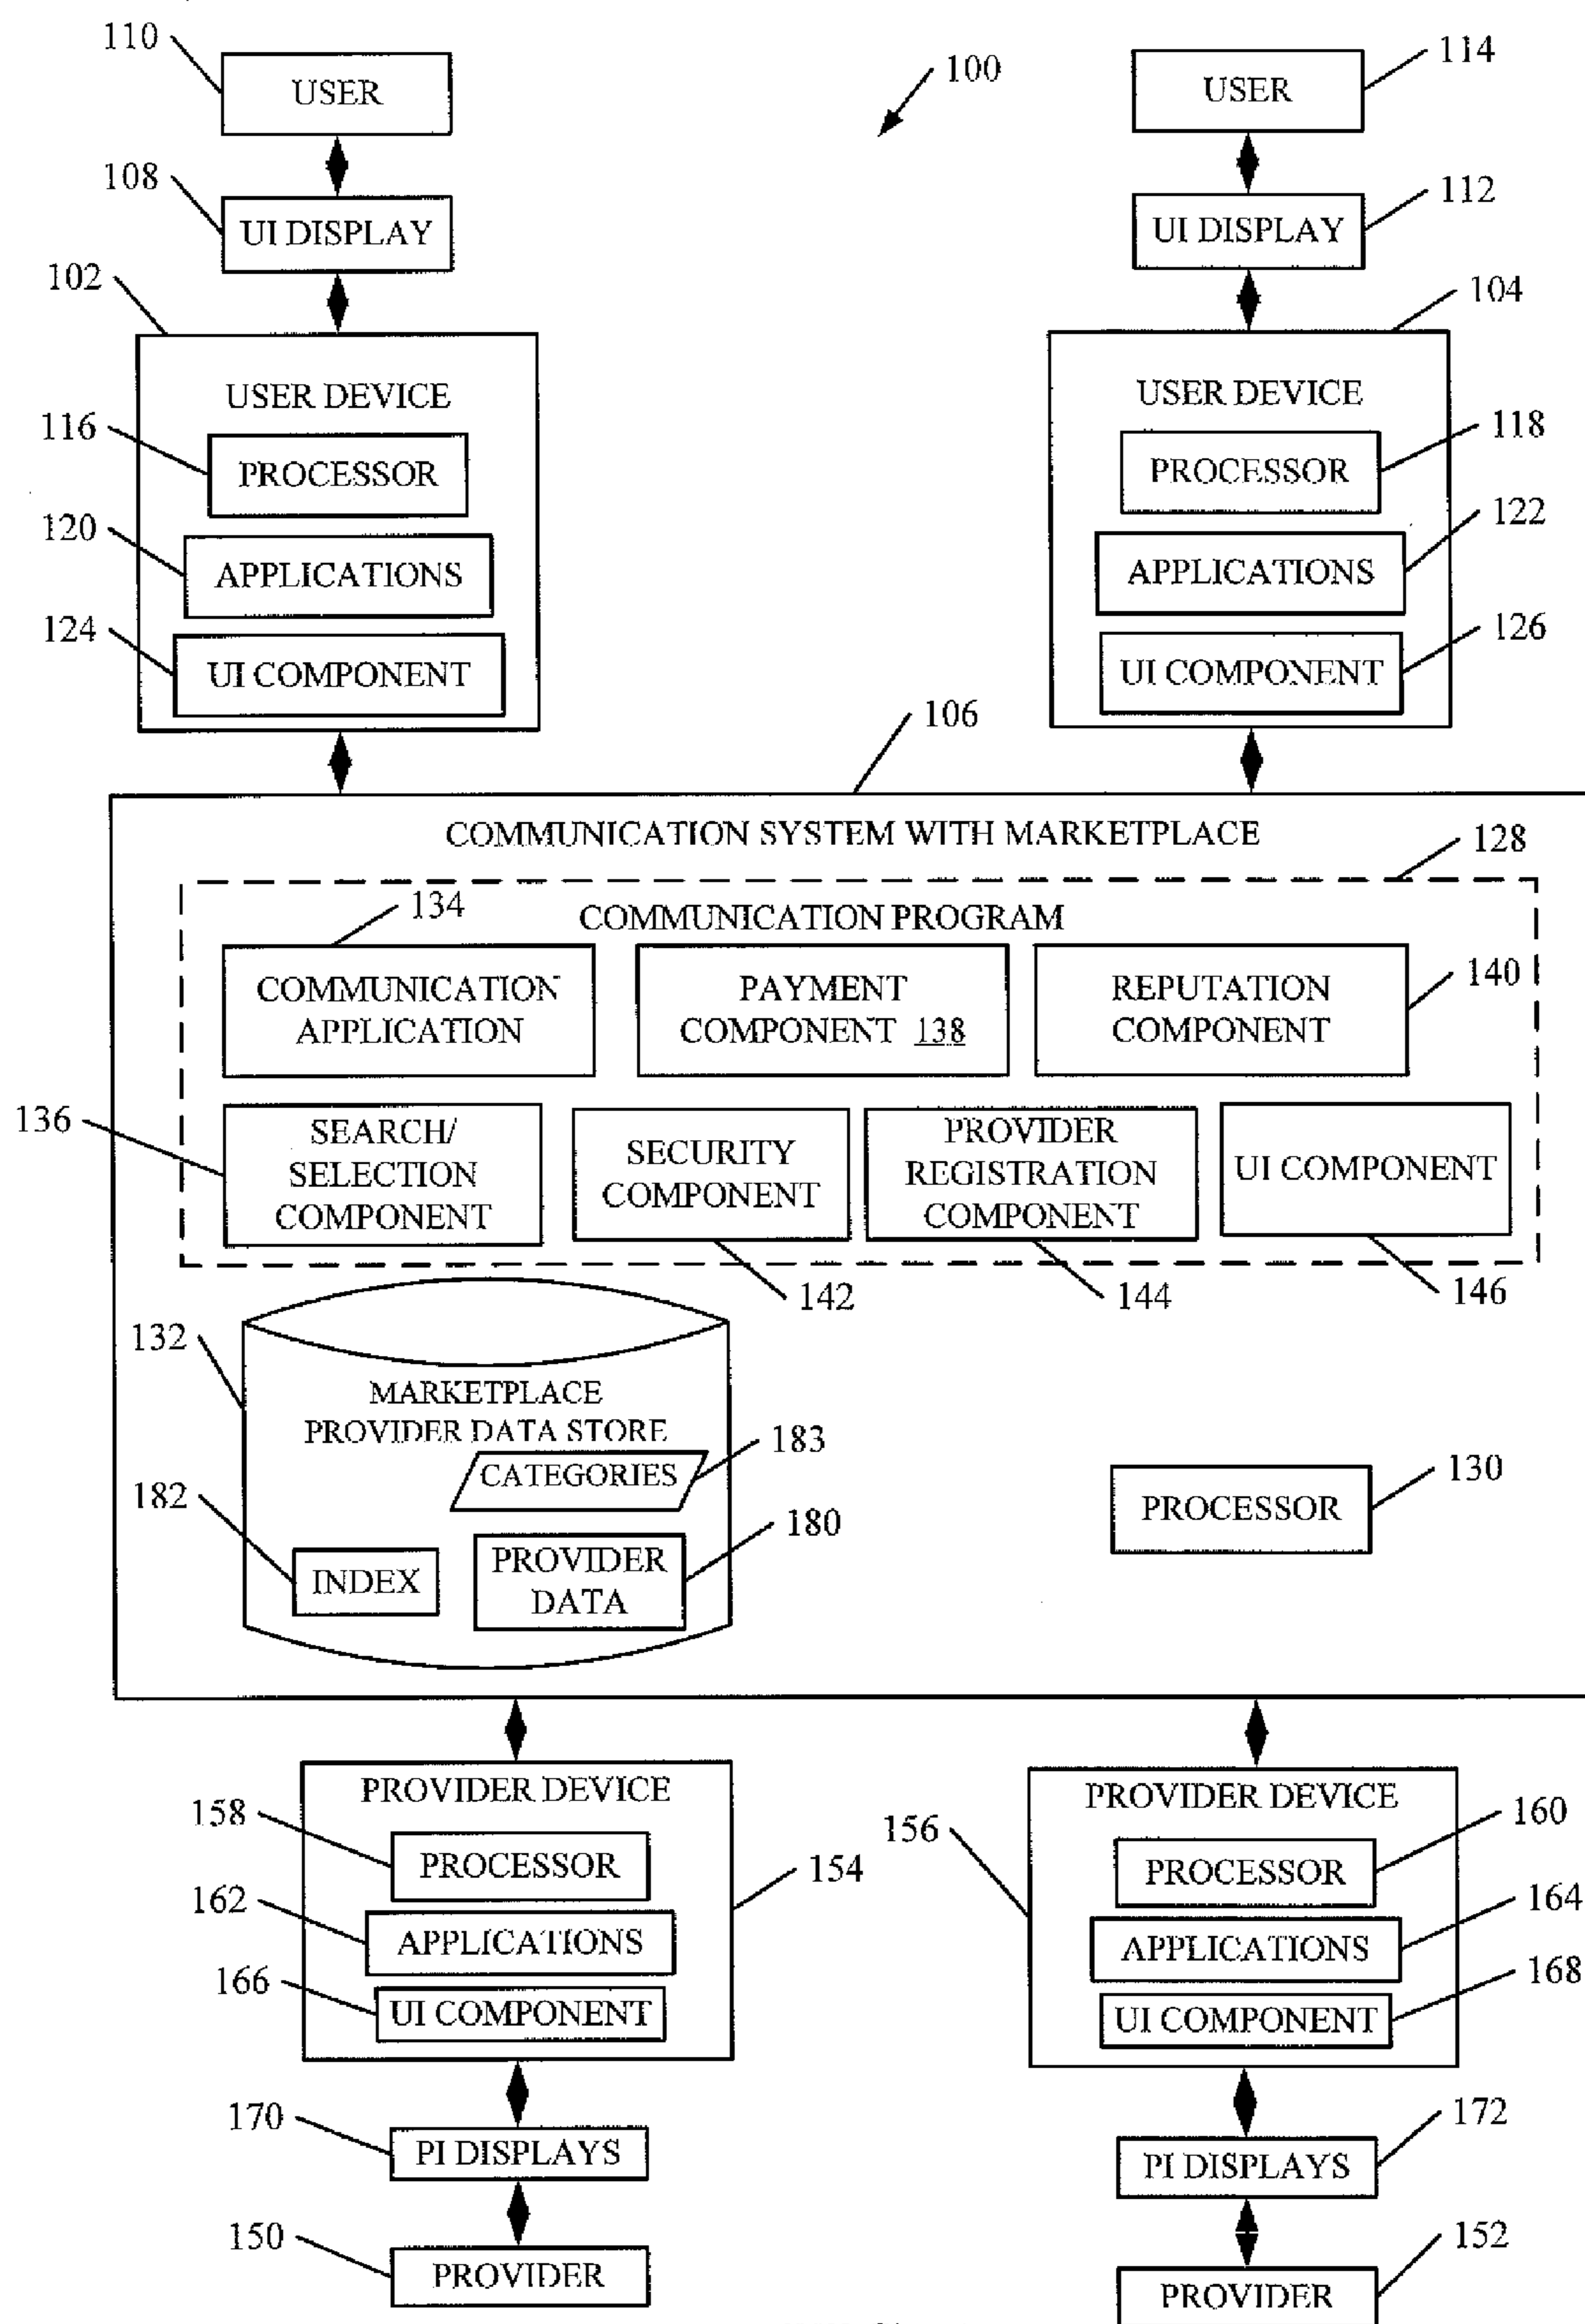 110
USER
100
USER
114
108
UI DISPLAY
UI DISPLAY
112
102
USER DEVICE
116
PROCESSOR
120
APPLICATIONS
124
UI COMPONENT
104
USER DEVICE
PROCESSOR
118
APPLICATIONS
122
UI COMPONENT
126
106
COMMUNICATION SYSTEM WITH MARKETPLACE
128
134
COMMUNICATION PROGRAM
COMMUNICATION
APPLICATION
PAYMENT
COMPONENT 138
REPUTATION
COMPONENT
140
136
SEARCH/
SELECTION
COMPONENT
SECURITY
COMPONENT
PROVIDER
REGISTRATION
COMPONENT
UI COMPONENT
142
144
146
132
MARKETPLACE
PROVIDER DATA STORE
183
CATEGORIES
182
INDEX
180
PROVIDER
DATA
130
PROCESSOR
PROVIDER DEVICE
158
PROCESSOR
154
162
APPLICATIONS
166
UI COMPONENT
PROVIDER DEVICE
156
PROCESSOR
160
APPLICATIONS
164
UI COMPONENT
168
170
PI DISPLAYS
PI DISPLAYS
172
150
PROVIDER
PROVIDER
152